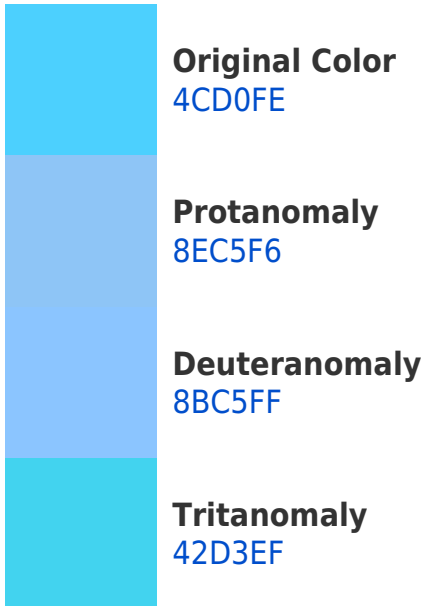 Original Color
4CD0FE
Protanomaly
8EC5F6
Deuteranomaly
8BC5FF
Tritanomaly
42D3EF